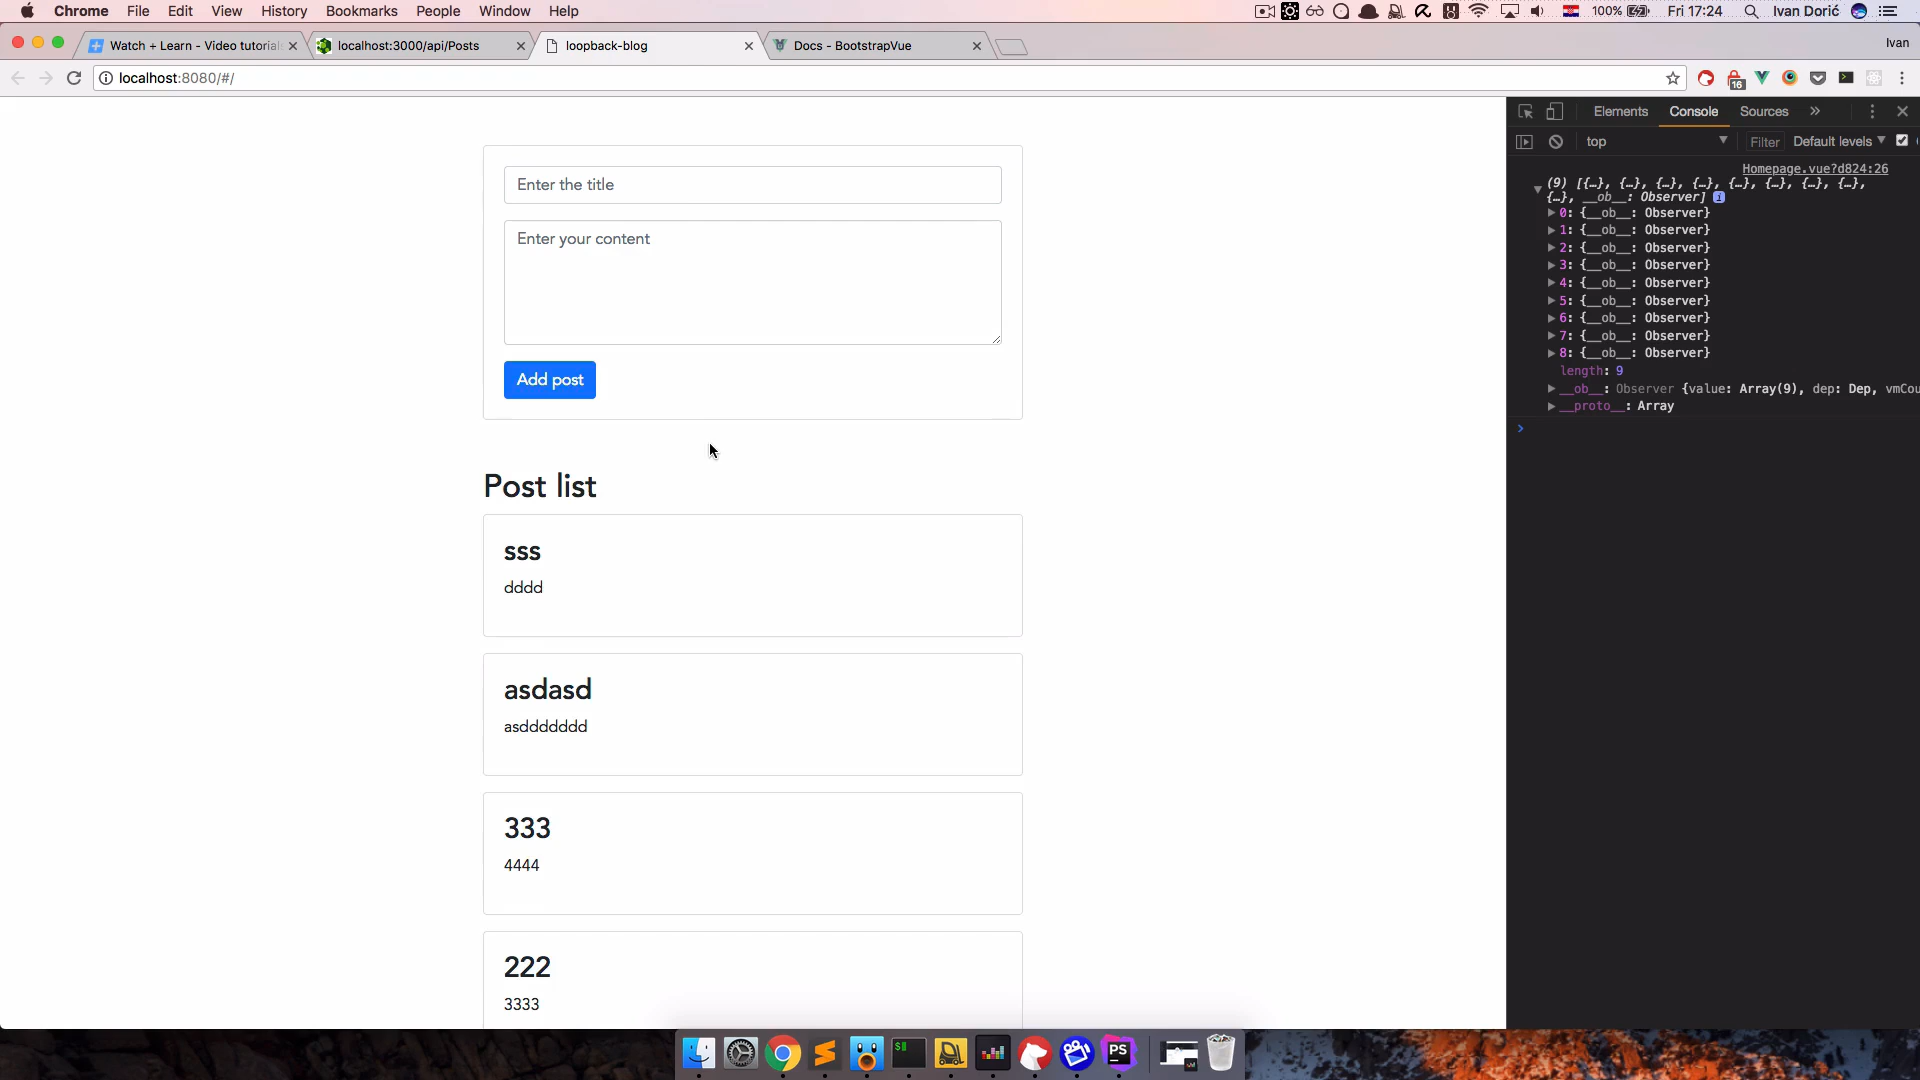 Chrome File Edit View History Bookmarks People Window Help 100% Fri 17:24 Ivan Dorić
Watch + Learn - Video tutorial localhost:3000/api/Posts loopback-blog Docs - BootstrapVue Ivan
localhost:8080/#/ 16
Elements Console Sources
top Filter Default levels
Enter the title
Enter your content
Add post
Post list
sss
dddd
asdasd
asddddddd
333
4444
222
3333
Homepage.vue?d824:26
(9) [{…}, {…}, {…}, {…}, {…}, {…}, {…}, {…},
{…}, __ob__: Observer] i
0: {__ob__: Observer}
1: {__ob__: Observer}
2: {__ob__: Observer}
3: {__ob__: Observer}
4: {__ob__: Observer}
5: {__ob__: Observer}
6: {__ob__: Observer}
7: {__ob__: Observer}
8: {__ob__: Observer}
length: 9
__ob__: Observer {value: Array(9), dep: Dep, vmCou
__proto__: Array
$
PS